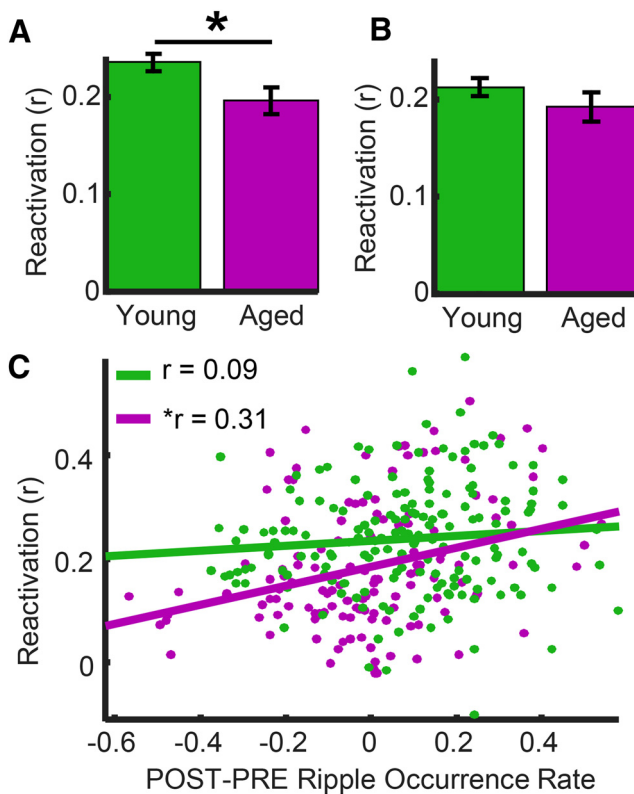 A
*
Reactivation (r)
0.2
0.1
0
Young
Aged
B
Reactivation (r)
0.2
0.1
0
Young
Aged
C
r = 0.09
*r = 0.31
Reactivation (r)
0.4
0.2
0
-0.6
-0.4
-0.2
0
0.2
0.4
POST-PRE Ripple Occurrence Rate